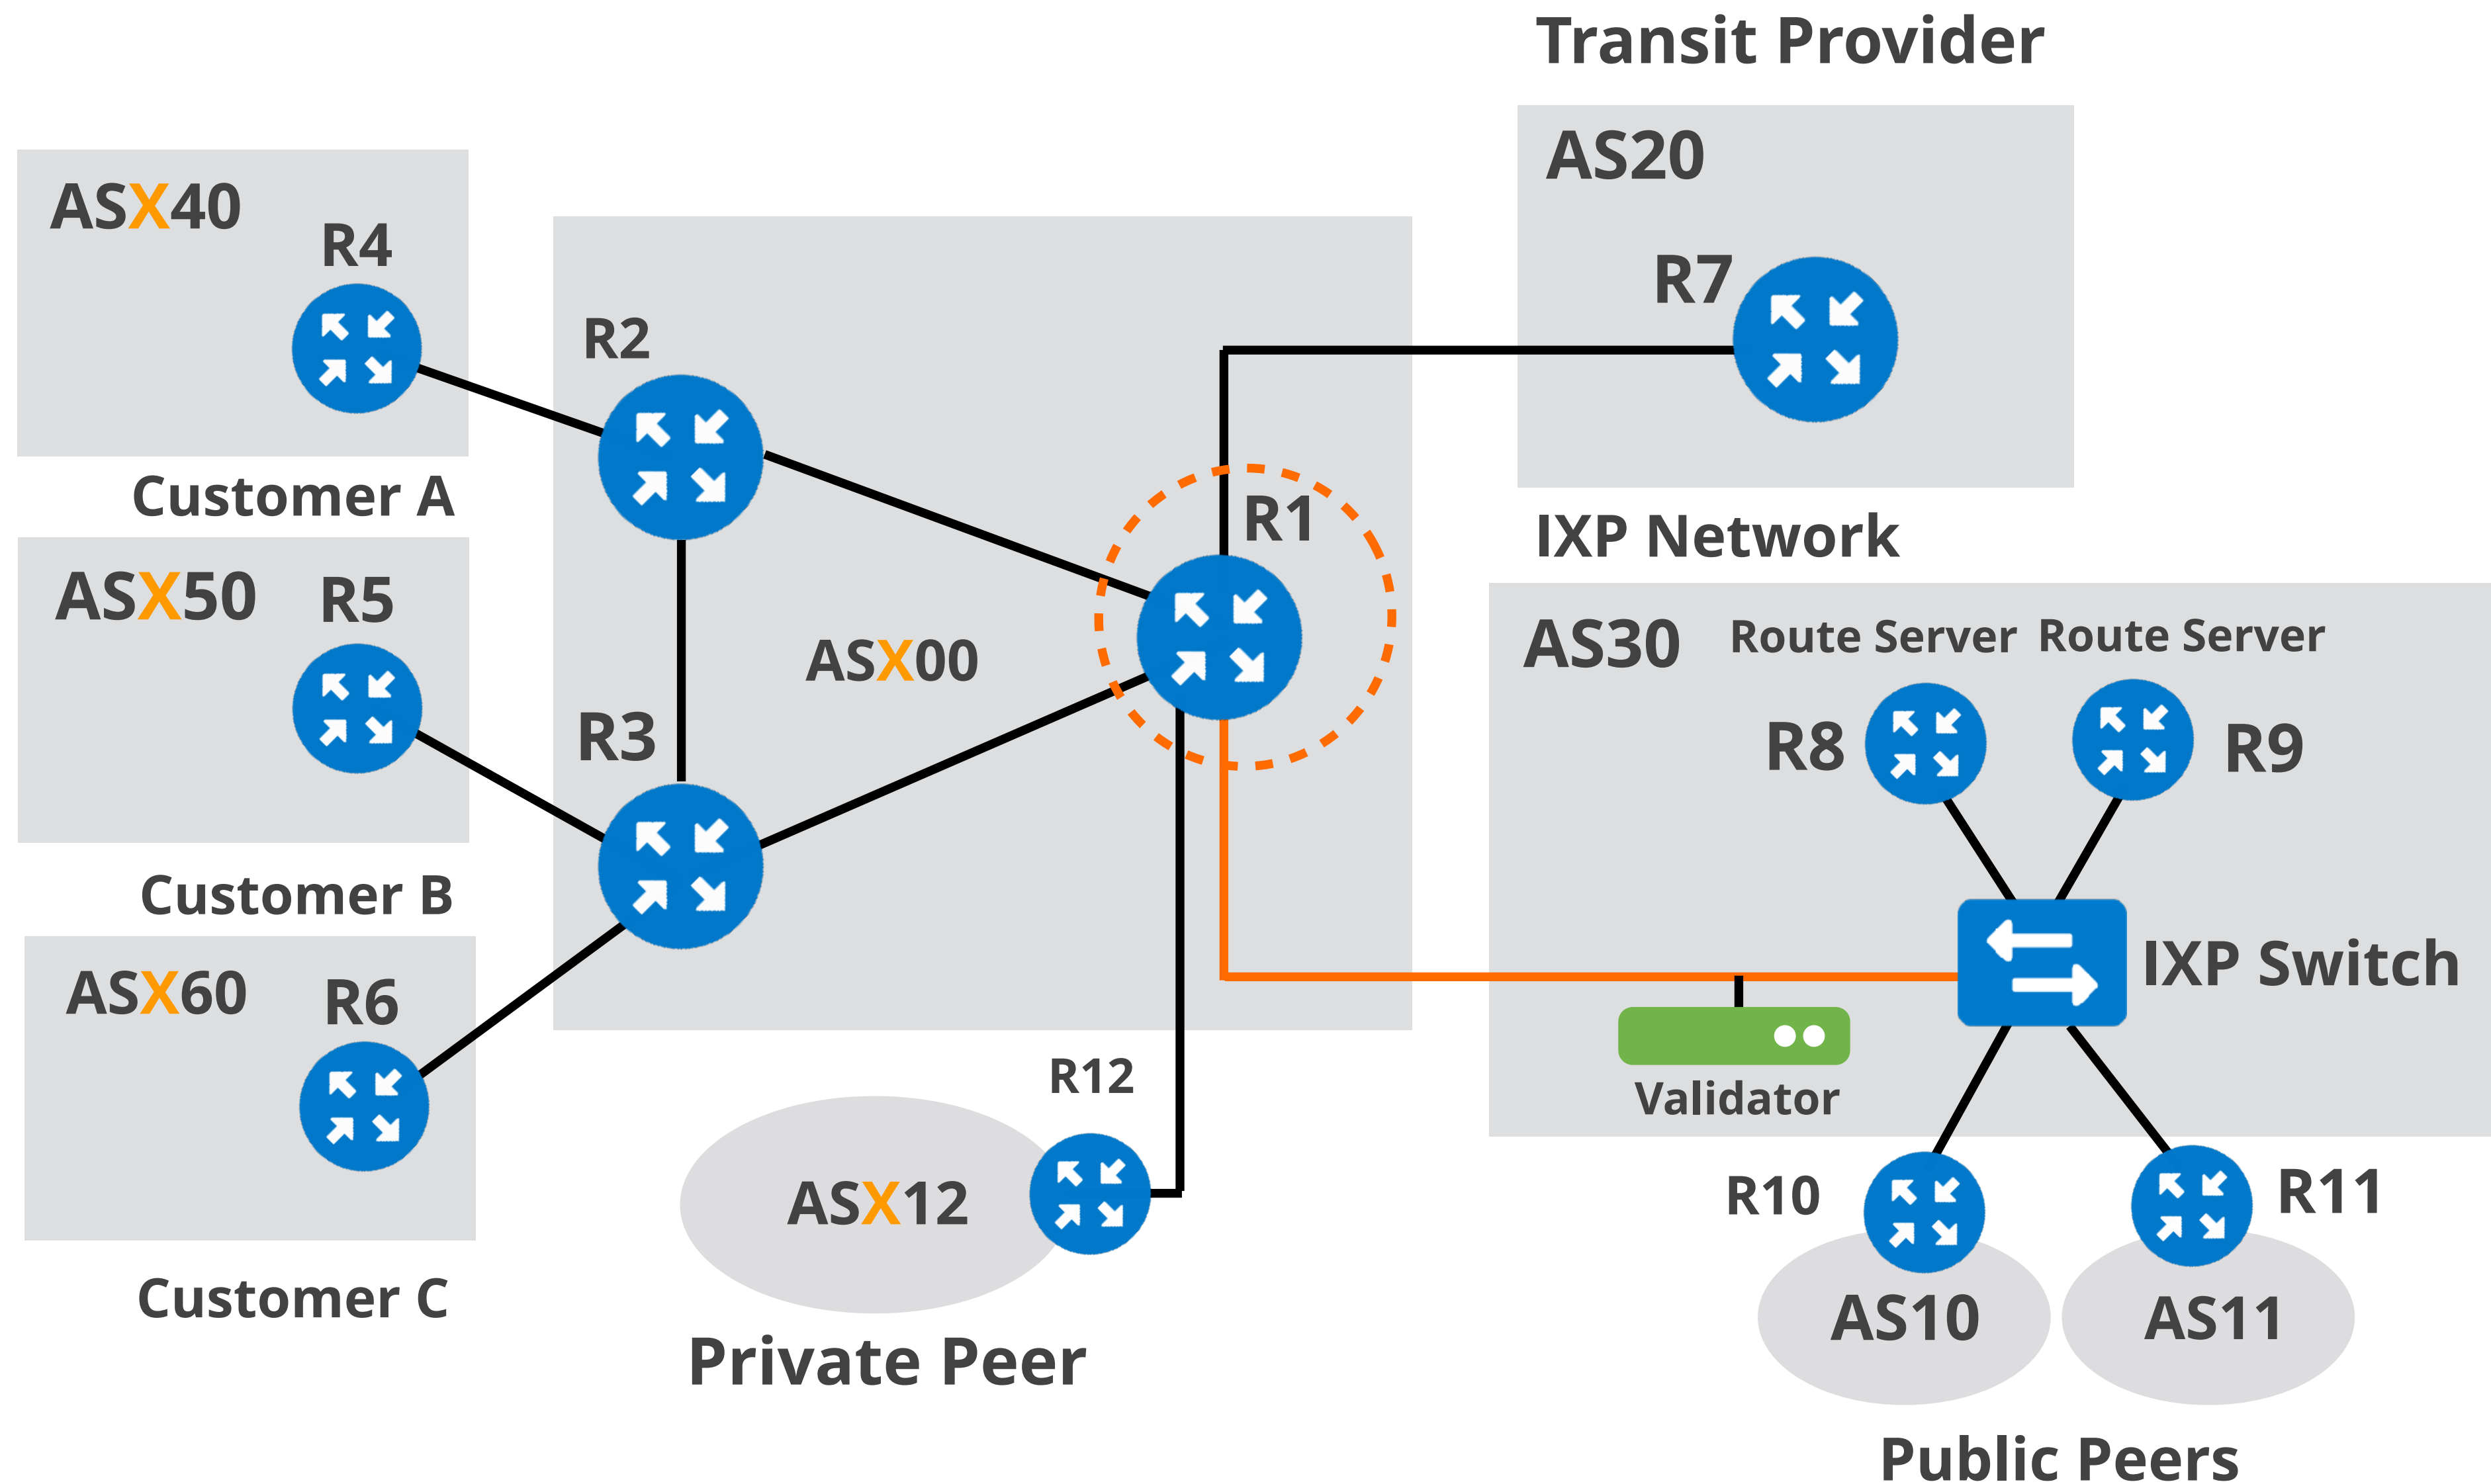 Transit Provider
AS20
R7
ASX40
R4
Customer A
R2
R1
IXP Network
ASX50
R5
Customer B
ASX00
R3
AS30
Route Server
Route Server
R8
R9
IXP Switch
Validator
ASX60
R6
Customer C
R12
ASX12
Private Peer
R10
R11
AS10
AS11
Public Peers